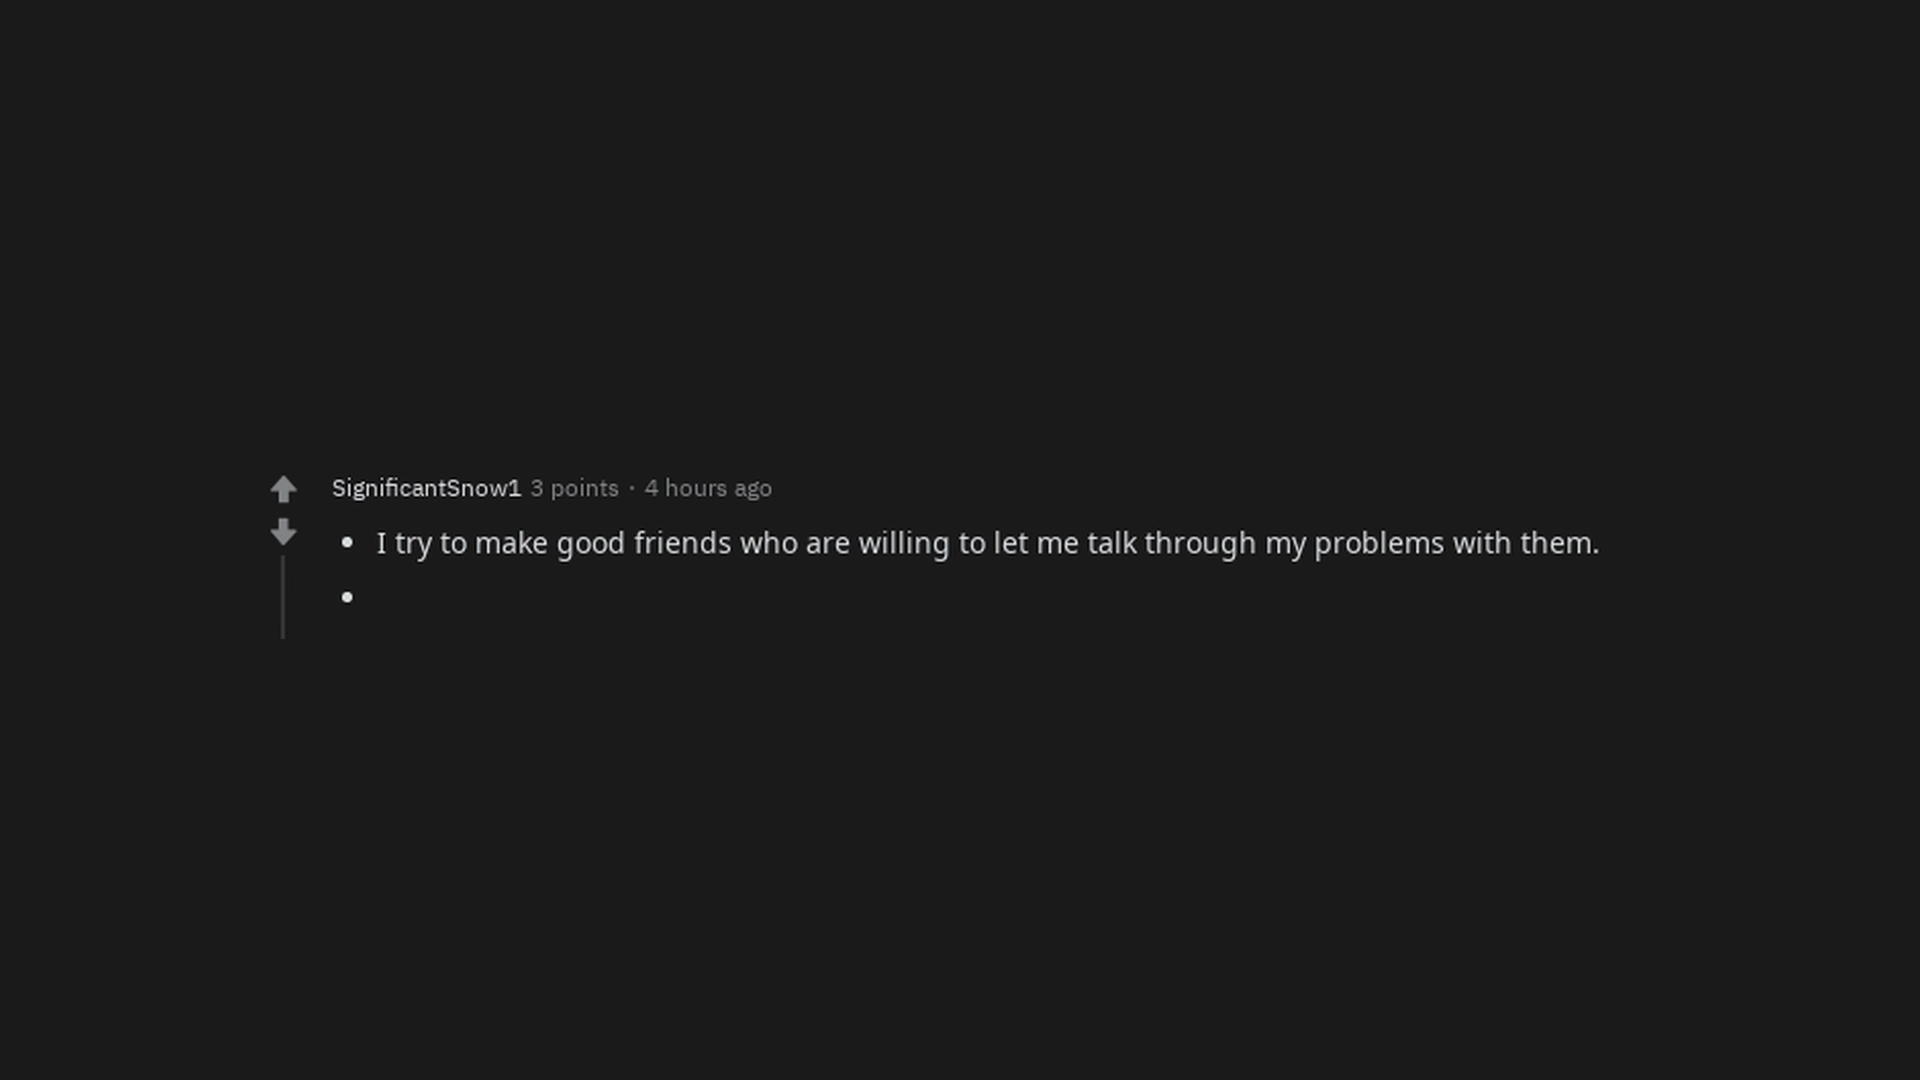 SignificantSnow1 3 points · 4 hours ago
• I try to make good friends who are willing to let me talk through my problems with them.
•